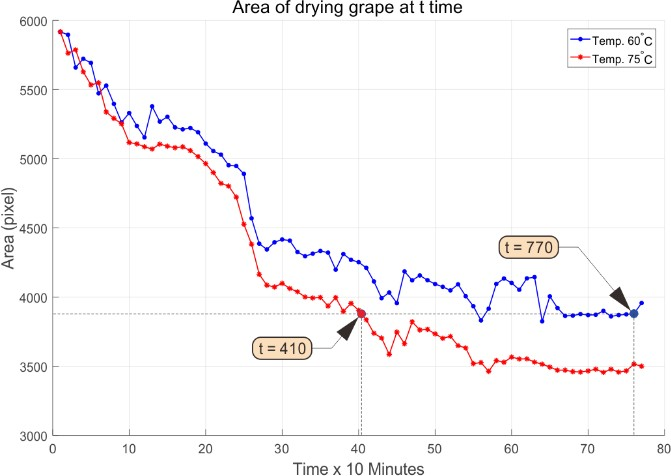 Area of drying grape at t time
6000
5500
5000
4500
4000
3500
3000
Area (pixel)
Temp. 60°C
Temp. 75°C
t = 770
t = 410
0 10 20 30 40 50 60 70 80
Time x 10 Minutes